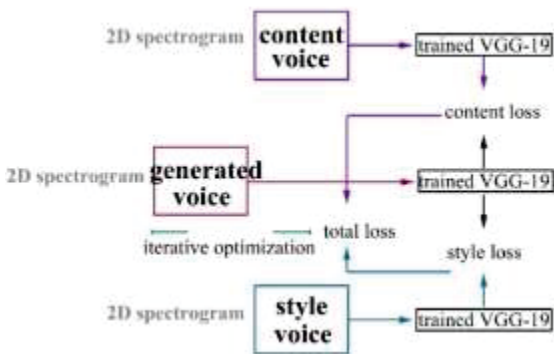 2D spectrogram
content
voice
trained VGG-19
content loss
2D spectrogram
generated
voice
trained VGG-19
total loss
iterative optimization
style loss
2D spectrogram
style
voice
trained VGG-19